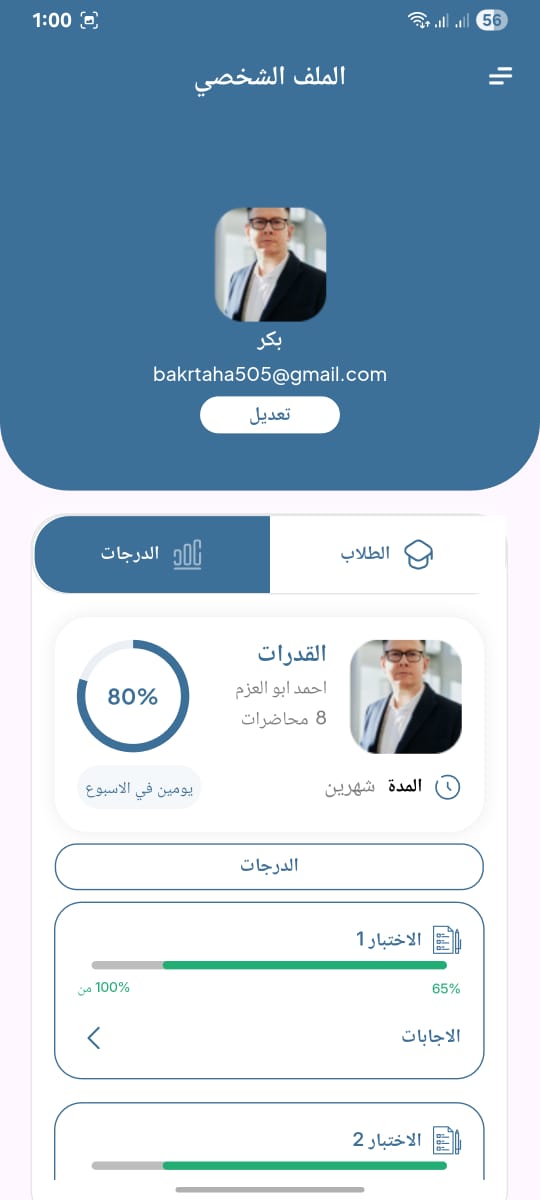 1:00
56
الملف الشخصي
بكر
bakrtaha505@gmail.com
تعديل
الطلاب
الدرجات
القدرات
احمد ابو العزم
8 محاضرات
80%
المدة شهرين
يومين في الاسبوع
الدرجات
الاختبار 1
65%
100% من
الاجابات
الاختبار 2